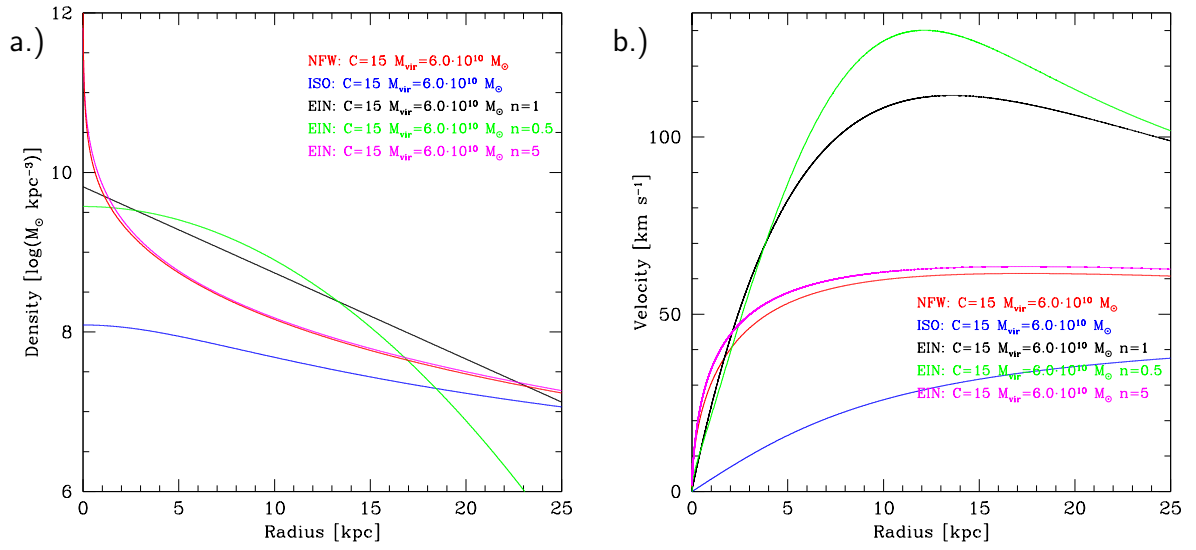 a.)
12
10
8
6
0
5
10
15
20
25
Density [log(M☉ kpc⁻³)]
Radius [kpc]
NFW: C=15 Mvir=6.0·10¹⁰ M☉
ISO: C=15 Mvir=6.0·10¹⁰ M☉
EIN: C=15 Mvir=6.0·10¹⁰ M☉ n=1
EIN: C=15 Mvir=6.0·10¹⁰ M☉ n=0.5
EIN: C=15 Mvir=6.0·10¹⁰ M☉ n=5
b.)
100
50
0
0
5
10
15
20
25
Velocity [km s⁻¹]
Radius [kpc]
NFW: C=15 Mvir=6.0·10¹⁰ M☉
ISO: C=15 Mvir=6.0·10¹⁰ M☉
EIN: C=15 Mvir=6.0·10¹⁰ M☉ n=1
EIN: C=15 Mvir=6.0·10¹⁰ M☉ n=0.5
EIN: C=15 Mvir=6.0·10¹⁰ M☉ n=5